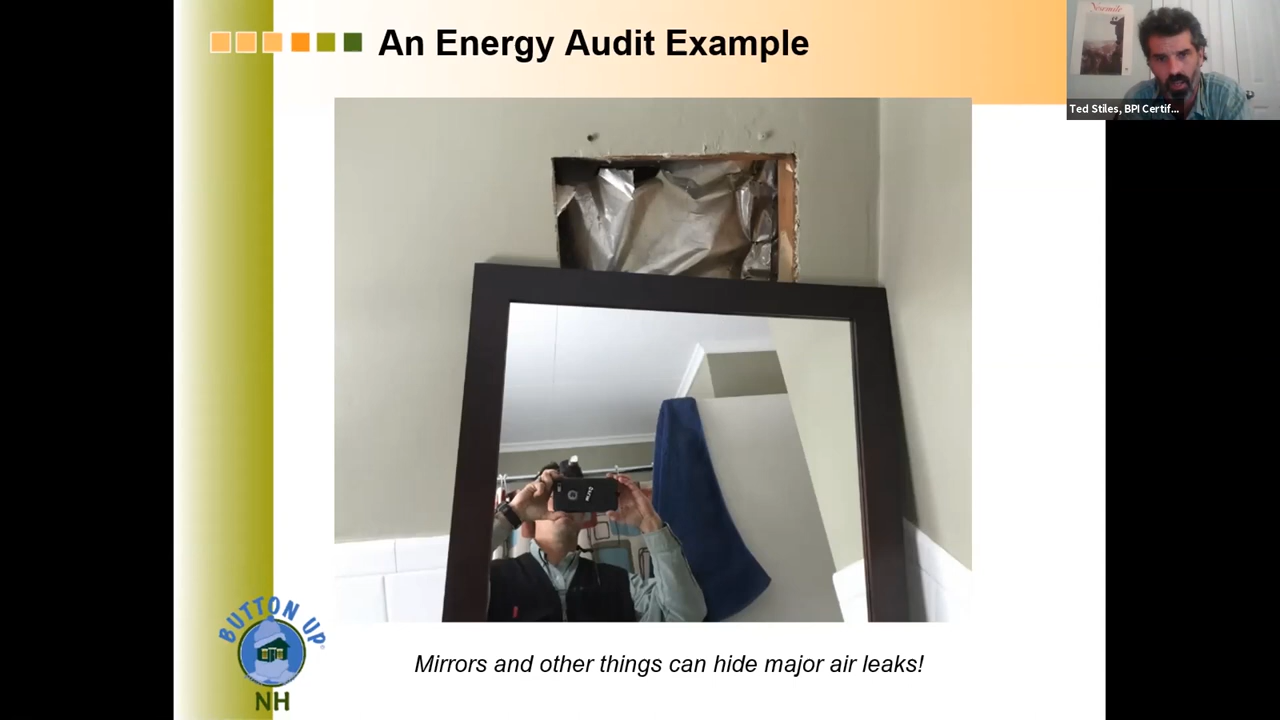 An Energy Audit Example
Ted Stiles, BPI Certif...
Mirrors and other things can hide major air leaks!
BUTTON UP
NH